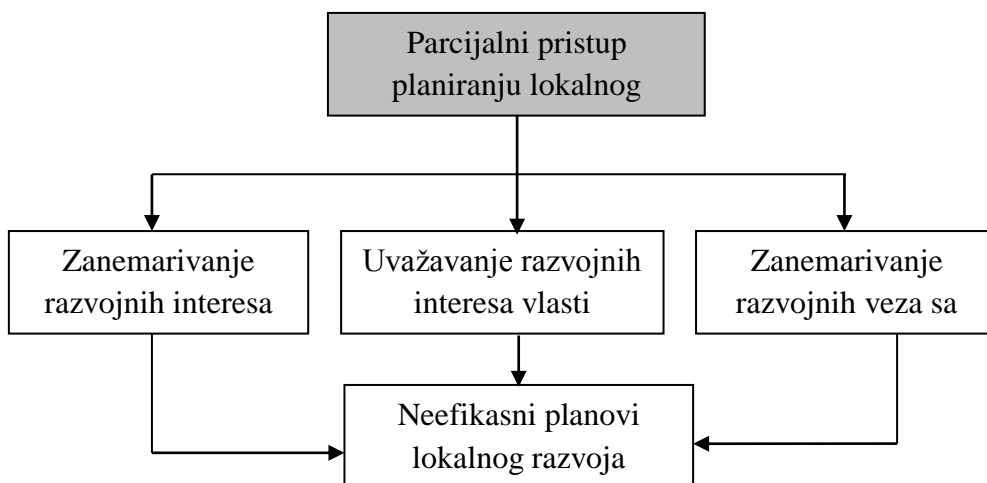 Parcijalni pristup
planiranju lokalnog
Zanemarivanje
razvojnih interesa
Uvažavanje razvojnih
interesa vlasti
Zanemarivanje
razvojnih veza sa
Neefikasni planovi
lokalnog razvoja